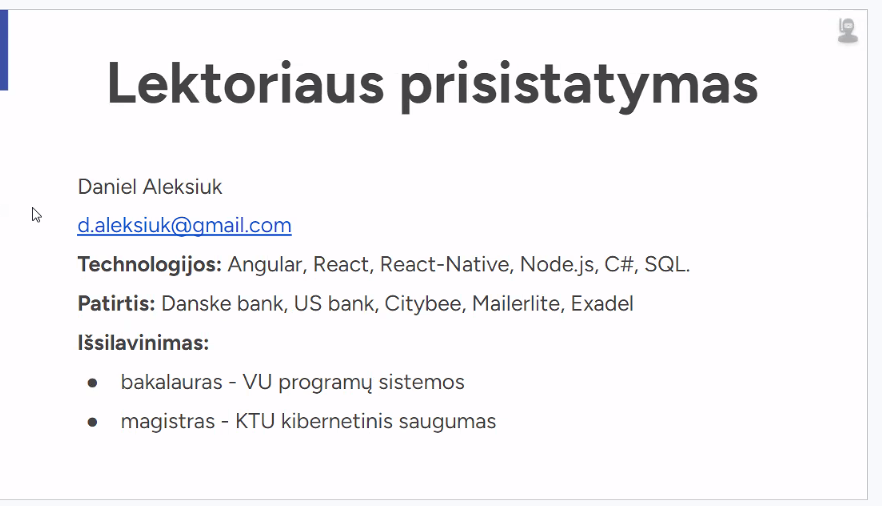 Lektoriaus prisistatymas
Daniel Aleksiuk
d.aleksiuk@gmail.com
Technologijos: Angular, React, React-Native, Node.js, C#, SQL.
Patirtis: Danske bank, US bank, Citybee, Mailerlite, Exadel
Išsilavinimas:
● bakalauras - VU programų sistemos
● magistras - KTU kibernetinis saugumas